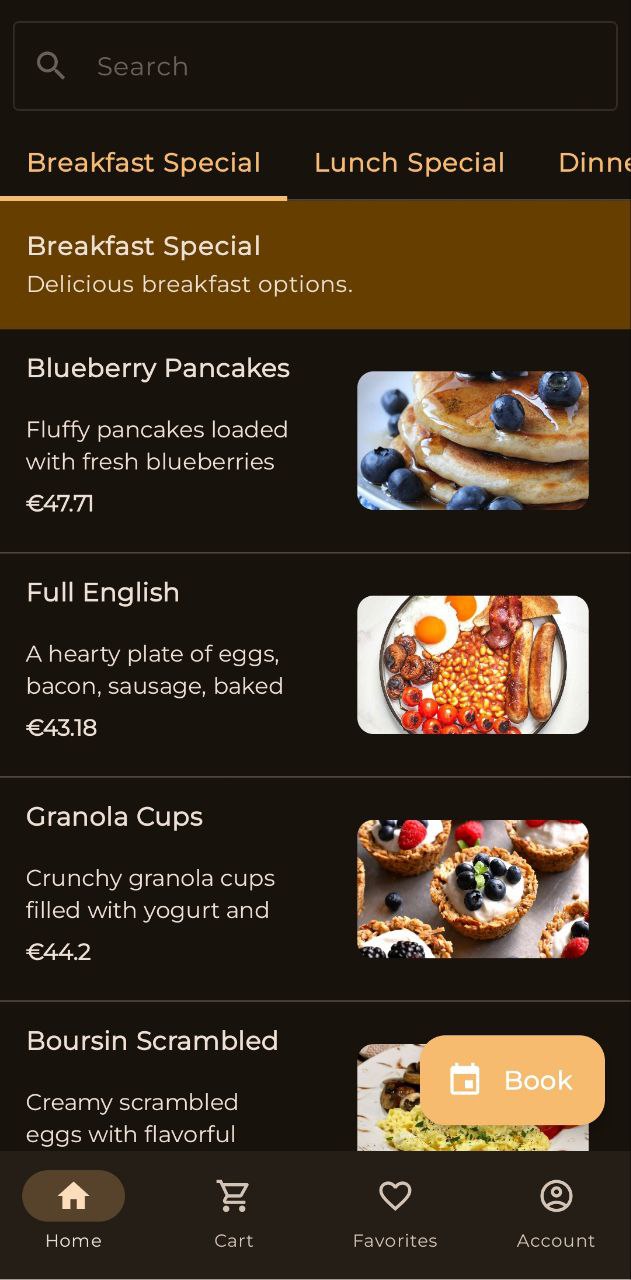 Search
Breakfast Special
Lunch Special
Dinne
Breakfast Special
Delicious breakfast options.
Blueberry Pancakes
Fluffy pancakes loaded
with fresh blueberries
€47.71
Full English
A hearty plate of eggs,
bacon, sausage, baked
€43.18
Granola Cups
Crunchy granola cups
filled with yogurt and
€44.2
Boursin Scrambled
Creamy scrambled
eggs with flavorful
Book
Home
Cart
Favorites
Account